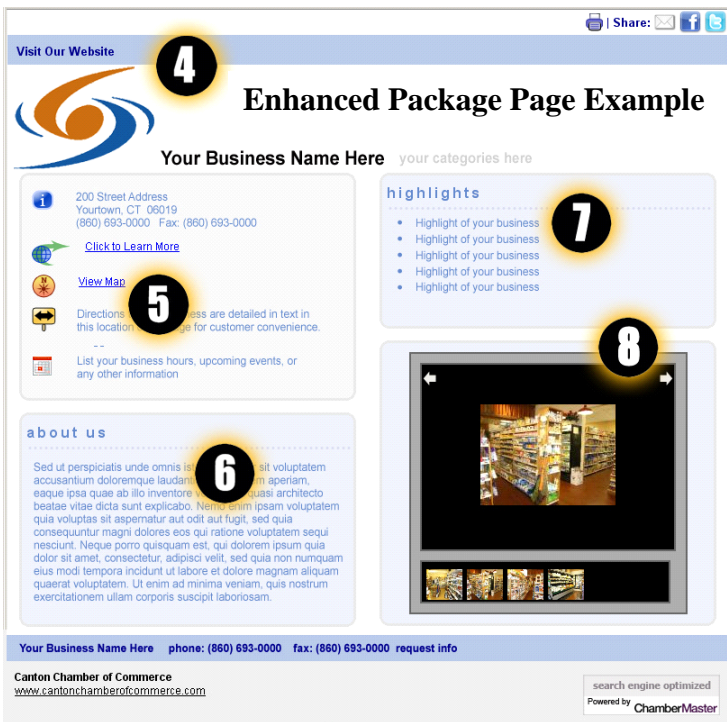 Share:
Visit Our Website
4
Enhanced Package Page Example
Your Business Name Here your categories here
200 Street Address
Yourtown, CT 06019
(860) 693-0000 Fax: (860) 693-0000
Click to Learn More
N
View Map
5
Directions are detailed in text in
this location for customer convenience.
--
List your business hours, upcoming events, or
any other information
about us
6
Sed ut perspiciatis unde omnis sit voluptatem
accusantium doloremque aperiam,
eaque ipsa quae ab illo inventore quasi architecto
beatae vitae dicta sunt explicabo. Nemo enim ipsam voluptatem
quia voluptas sit aspernatur aut odit aut fugit, sed quia
consequuntur magni dolores eos qui ratione voluptatem sequi
nesciunt. Neque porro quisquam est, qui dolorem ipsum quia
dolor sit amet, consectetur, adipisci velit, sed quia non numquam
eius modi tempora incidunt ut labore et dolore magnam aliquam
quaerat voluptatem. Ut enim ad minima veniam, quis nostrum
exercitationem ullam corporis suscipit laboriosam.
highlights
7
Highlight of your business
Highlight of your business
Highlight of your business
Highlight of your business
Highlight of your business
8
Your Business Name Here phone: (860) 693-0000 fax: (860) 693-0000 request info
Canton Chamber of Commerce
www.cantonchamberofcommerce.com
search engine optimized
Powered by ChamberMaster